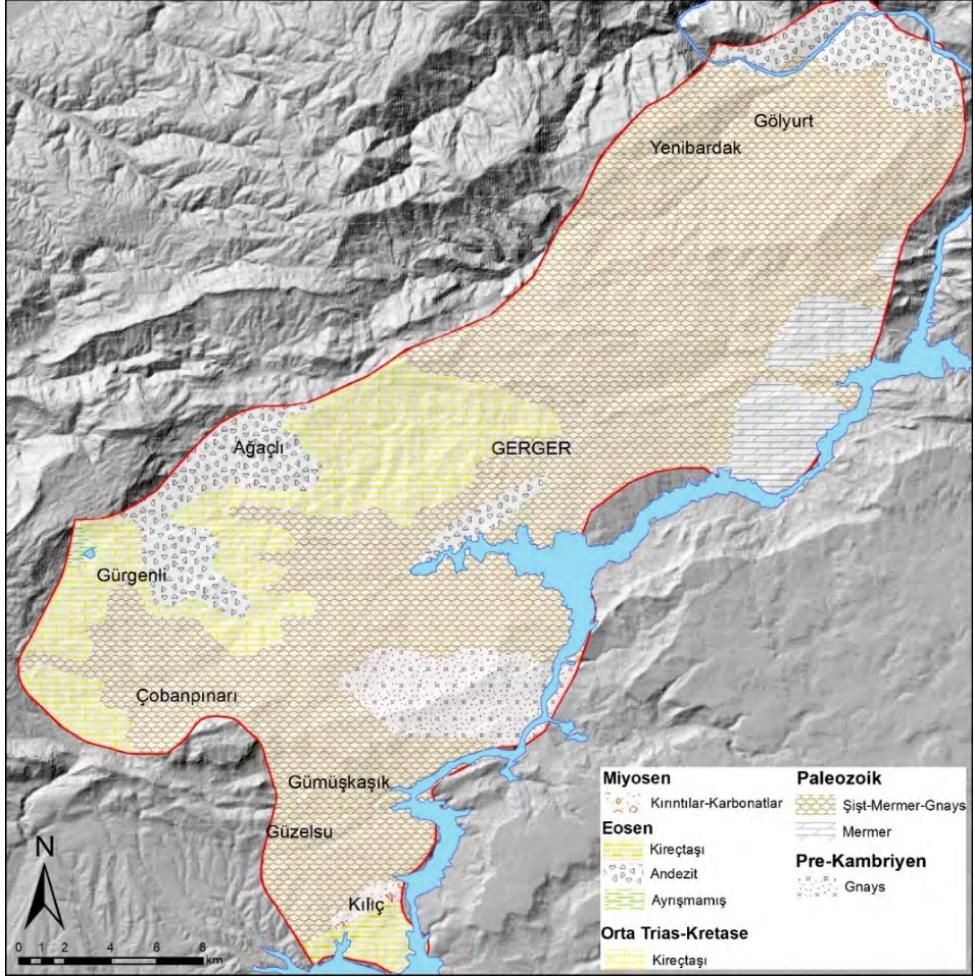 Gölyurt
Yenibardak
Ağaçlı
GERGER
Gürgenli
Çobanpınarı
Gümüşkaşık
Güzelsu
Kılıç
N
0 1 2 4 6 8
km
Miyosen
Kırıntılar-Karbonatlar
Eosen
Kireçtaşı
Andezit
Ayrışmamış
Orta Trias-Kretase
Kireçtaşı
Paleozoik
Şist-Mermer-Gnays
Mermer
Pre-Kambriyen
Gnays